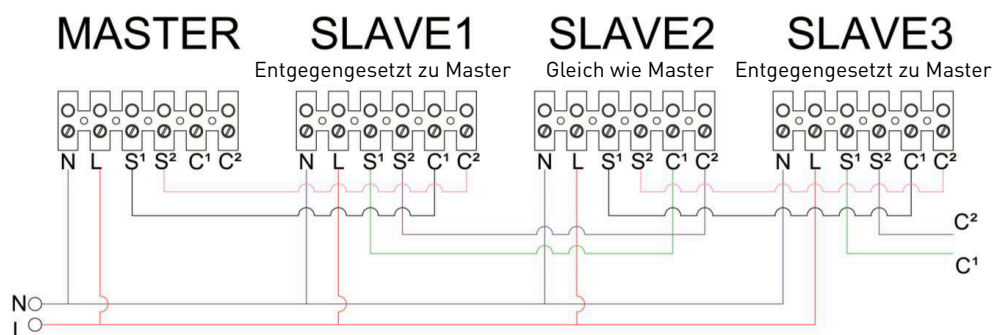 MASTER SLAVE1 SLAVE2 SLAVE3
Entgegengesetzt zu Master Gleich wie Master Entgegengesetzt zu Master
N L S¹ S² C¹ C² N L S¹ S² C¹ C² N L S¹ S² C¹ C² N L S¹ S² C¹ C²
C²
C¹
N
L